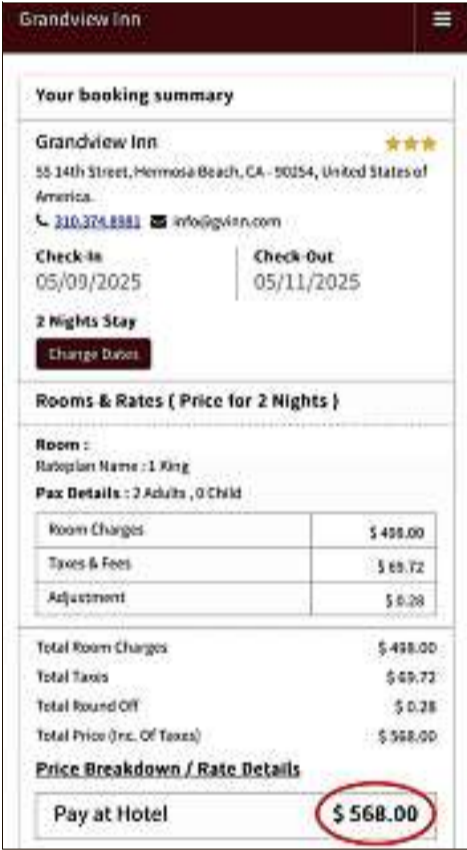 Grandview Inn
Your booking summary
Grandview Inn
55 14th Street, Hermosa Beach, CA - 90254, United States of
America.
310.374.8981 info@gvinn.com
Check-In Check-Out
05/09/2025 05/11/2025
2 Nights Stay
Change Dates
Rooms & Rates ( Price for 2 Nights )
Room :
Rateplan Name : 1 King
Pax Details : 2 Adults , 0 Child
Room Charges $ 498.00
Taxes & Fees $ 69.72
Adjustment $ 0.28
Total Room Charges $ 498.00
Total Taxes $ 69.72
Total Round Off $ 0.28
Total Price (Inc. Of Taxes) $ 568.00
Price Breakdown / Rate Details
Pay at Hotel $ 568.00